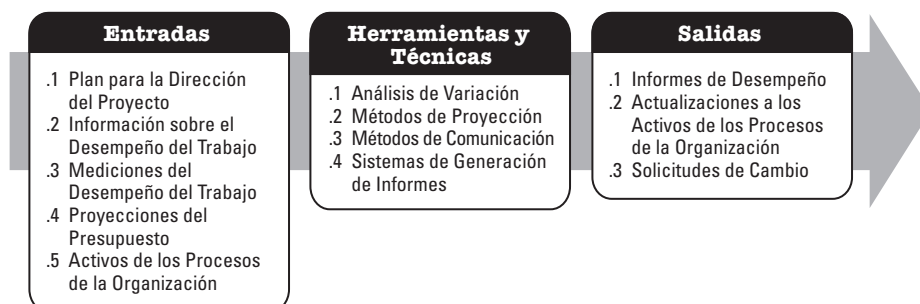 Entradas
.1 Plan para la Dirección
del Proyecto
.2 Información sobre el
Desempeño del Trabajo
.3 Mediciones del
Desempeño del Trabajo
.4 Proyecciones del
Presupuesto
.5 Activos de los Procesos
de la Organización
Herramientas y
Técnicas
.1 Análisis de Variación
.2 Métodos de Proyección
.3 Métodos de Comunicación
.4 Sistemas de Generación
de Informes
Salidas
.1 Informes de Desempeño
.2 Actualizaciones a los
Activos de los Procesos
de la Organización
.3 Solicitudes de Cambio